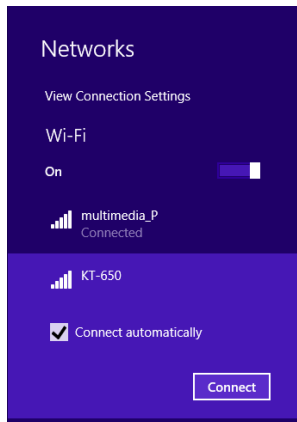 Networks
View Connection Settings
Wi-Fi
On
multimedia_P
Connected
KT-650
Connect automatically
Connect